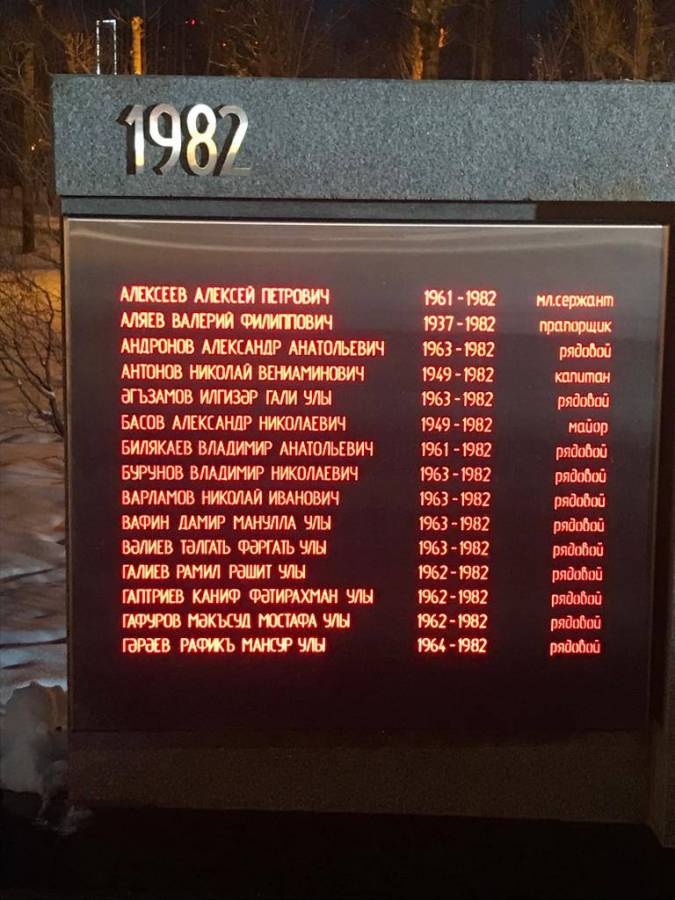 1982
АЛЕКСЕЕВ АЛЕКСЕЙ ПЕТРОВИЧ 1961 - 1982 мл.сержант
АЛЯЕВ ВАЛЕРИЙ ФИЛИППОВИЧ 1937 - 1982 прапорщик
АНДРОНОВ АЛЕКСАНДР АНАТОЛЬЕВИЧ 1963 - 1982 рядовой
АНТОНОВ НИКОЛАЙ ВЕНИАМИНОВИЧ 1949 - 1982 капитан
ӘГЪЗАМОВ ИЛГИЗӘР ГАЛИ УЛЫ 1963 - 1982 рядовой
БАСОВ АЛЕКСАНДР НИКОЛАЕВИЧ 1949 - 1982 майор
БИЛЯКАЕВ ВЛАДИМИР АНАТОЛЬЕВИЧ 1961 - 1982 рядовой
БУРУНОВ ВЛАДИМИР НИКОЛАЕВИЧ 1963 - 1982 рядовой
ВАРЛАМОВ НИКОЛАЙ ИВАНОВИЧ 1963 - 1982 рядовой
ВАФИН ДАМИР МАНУЛЛА УЛЫ 1963 - 1982 рядовой
ВӘЛИЕВ ТӘЛГАТЬ ФӘРГАТЬ УЛЫ 1963 - 1982 рядовой
ГАЛИЕВ РАМИЛ РӘШИТ УЛЫ 1962 - 1982 рядовой
ГАПТРИЕВ КАНИФ ФӘТИРАХМАН УЛЫ 1962 - 1982 рядовой
ГАФУРОВ МӘКЪСУД МОСТАФА УЛЫ 1962 - 1982 рядовой
ГӘРӘЕВ РАФИКЪ МАНСУР УЛЫ 1964 - 1982 рядовой